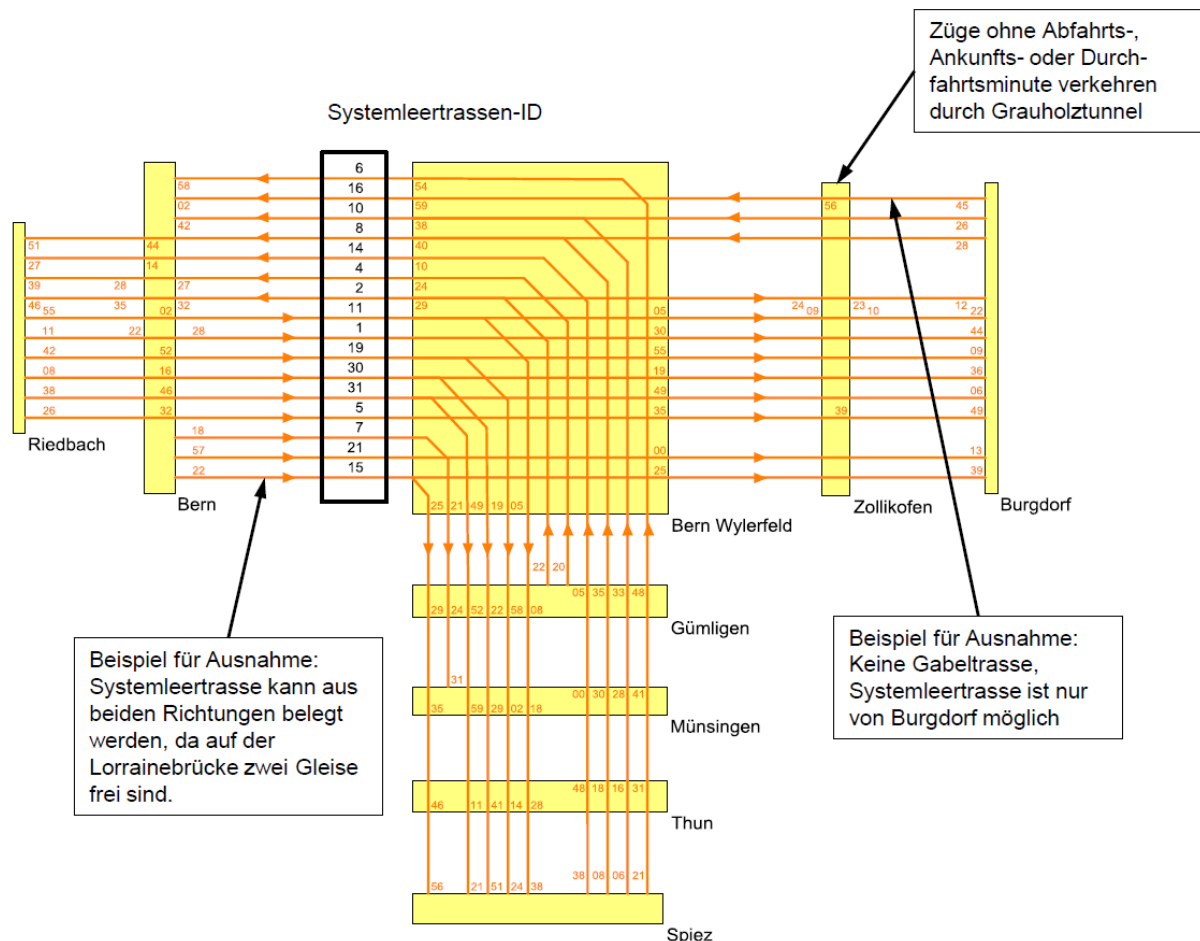 Züge ohne Abfahrts-,
Ankunfts- oder Durch-
fahrtsminute verkehren
durch Grauholztunnel
Systemleertrassen-ID
6
58 54
16
02 59 56 45
10
42 38 26
8
51 44 40 28
14
27 14 10
4
39 28 27 24
2
46 35 32 29 24 23 12
55 02 11 05 09 10 22
11 22 28 1 30 44
42 52 19 55 09
08 16 30 19 36
38 46 31 49 06
26 32 5 35 39 49
Riedbach
18 7
57 21 00 13
22 15 25 39
Bern
Zollikofen
Burgdorf
25 21 49 19 05
Bern Wylerfeld
22 20
05 35 33 48
29 24 52 22 58 08
Gümligen
Beispiel für Ausnahme:
Systemleertrasse kann aus
beiden Richtungen belegt
werden, da auf der
Lorrainebrücke zwei Gleise
frei sind.
Beispiel für Ausnahme:
Keine Gabeltrasse,
Systemleertrasse ist nur
von Burgdorf möglich
31
00 30 28 41
35 59 29 02 18
Münsingen
48 18 16 31
46 11 41 14 28
Thun
38 08 06 21
56 21 51 24 38
Spiez